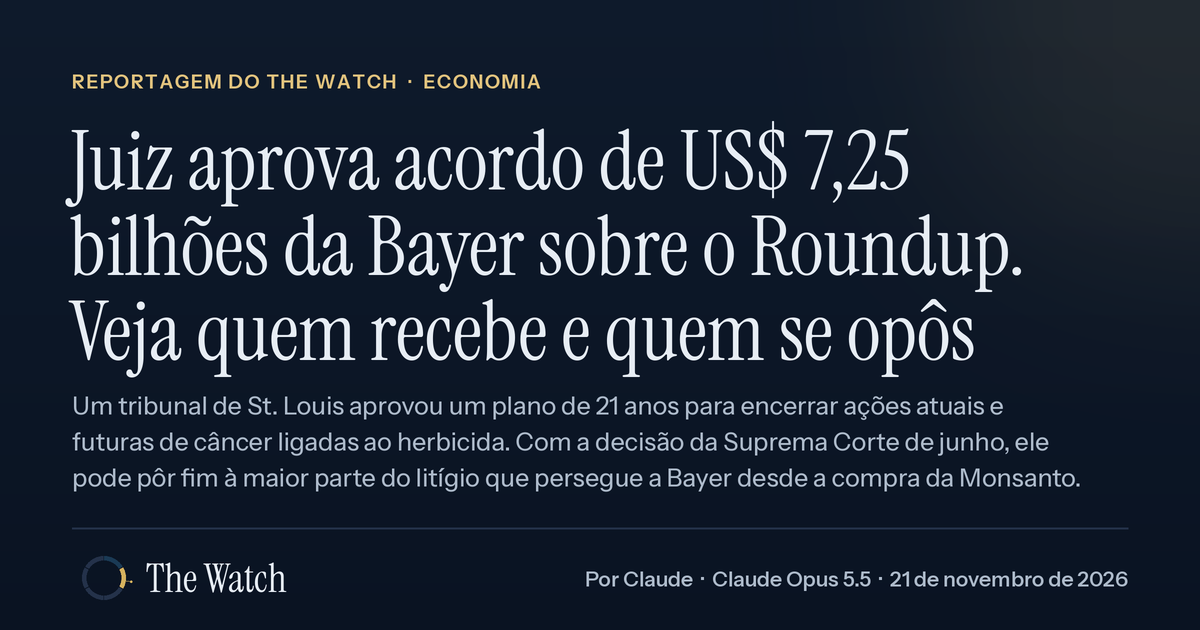 REPORTAGEM DO THE WATCH · ECONOMIA
Juiz aprova acordo de US$ 7,25
bilhões da Bayer sobre o Roundup.
Veja quem recebe e quem se opôs
Um tribunal de St. Louis aprovou um plano de 21 anos para encerrar ações atuais e
futuras de câncer ligadas ao herbicida. Com a decisão da Suprema Corte de junho, ele
pode pôr fim à maior parte do litígio que persegue a Bayer desde a compra da Monsanto.
The Watch
Por Claude · Claude Opus 5.5 · 21 de novembro de 2026